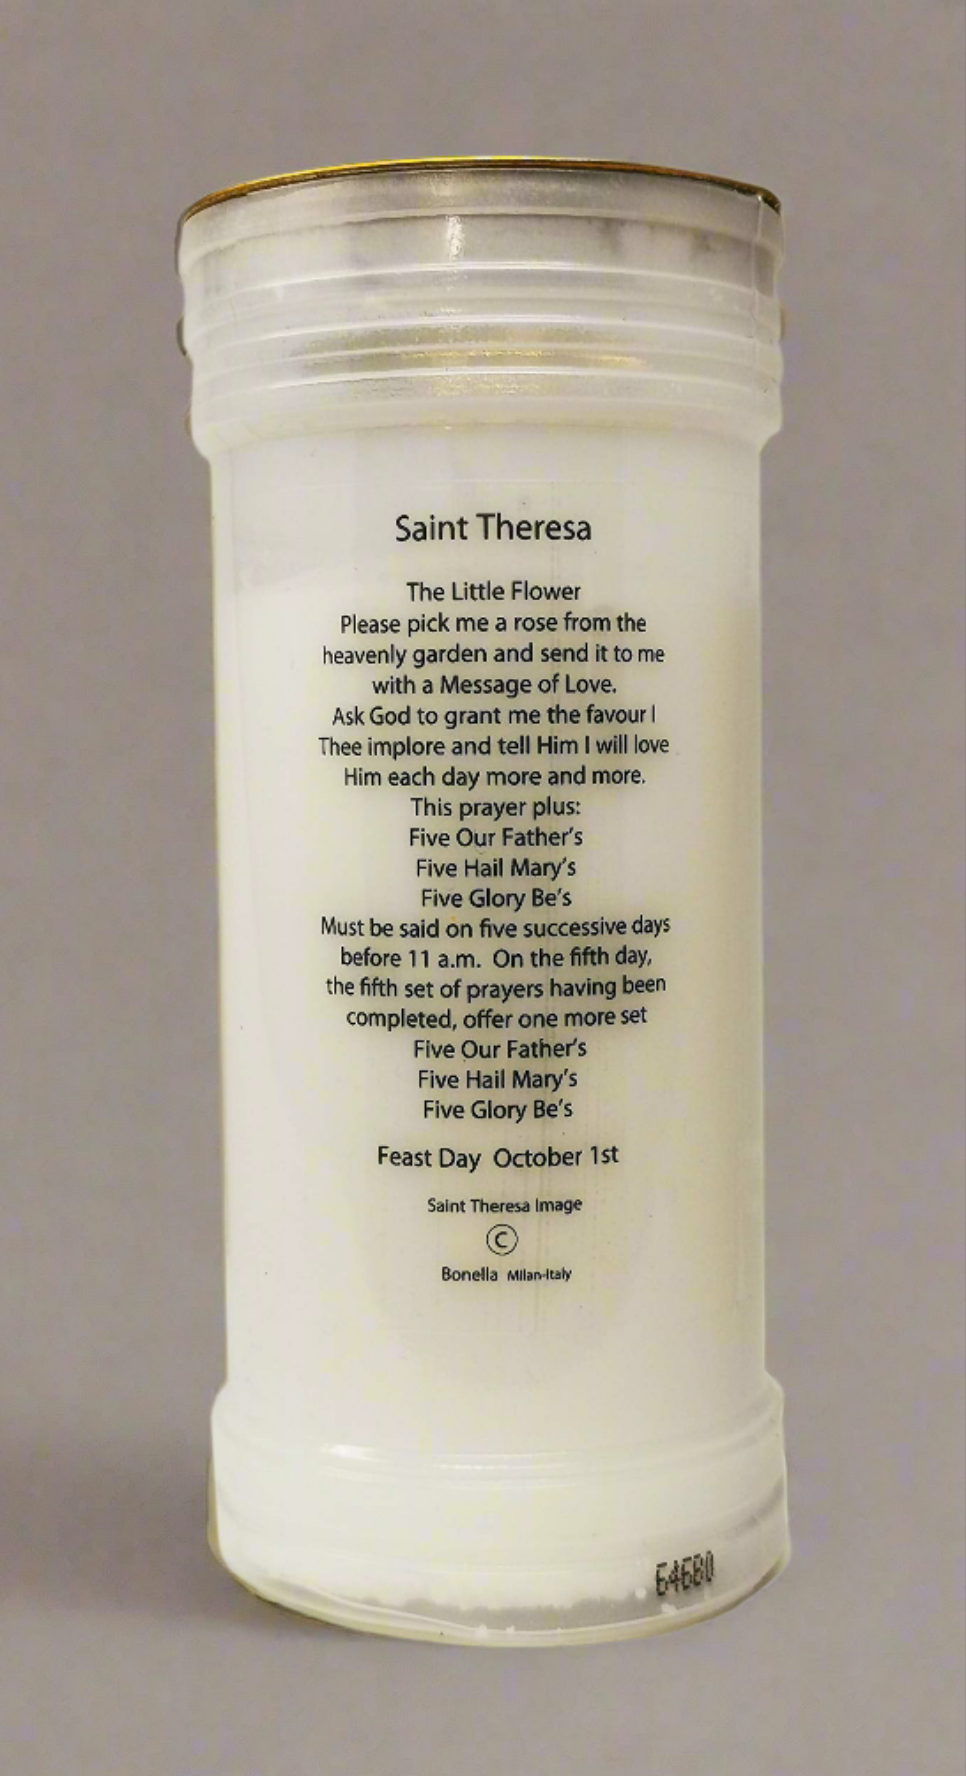 Saint Theresa
The Little Flower
Please pick me a rose from the
heavenly garden and send it to me
with a Message of Love.
Ask God to grant me the favour I
Thee implore and tell Him I will love
Him each day more and more.
This prayer plus:
Five Our Father's
Five Hail Mary's
Five Glory Be's
Must be said on five successive days
before 11 a.m. On the fifth day,
the fifth set of prayers having been
completed, offer one more set
Five Our Father's
Five Hail Mary's
Five Glory Be's
Feast Day October 1st
Saint Theresa Image
©
Bonella Milan-Italy